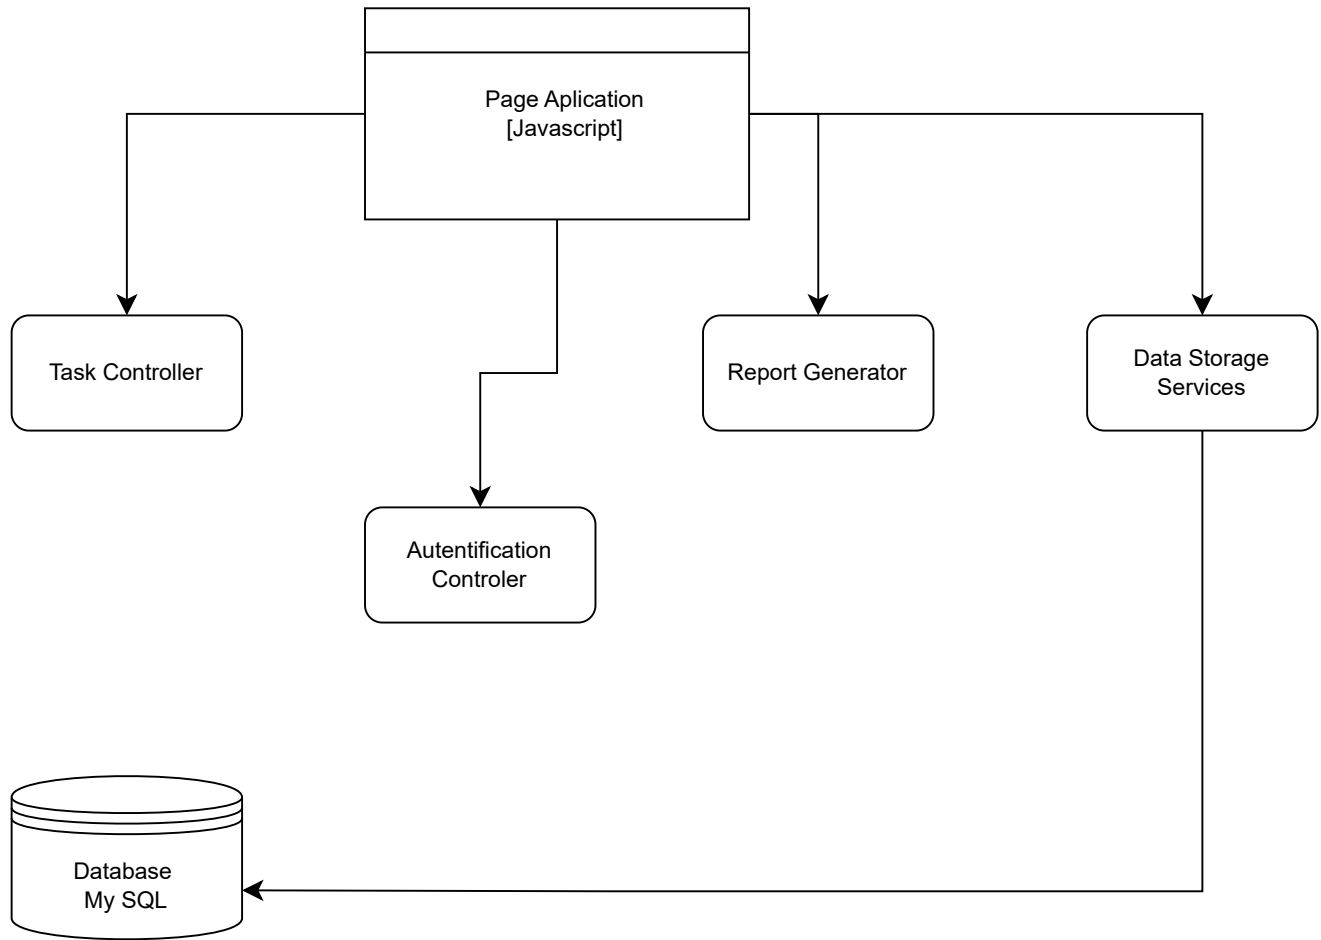 Page Aplication
[Javascript]
Task Controller
Report Generator
Data Storage
Services
Autentification
Controler
Database
My SQL